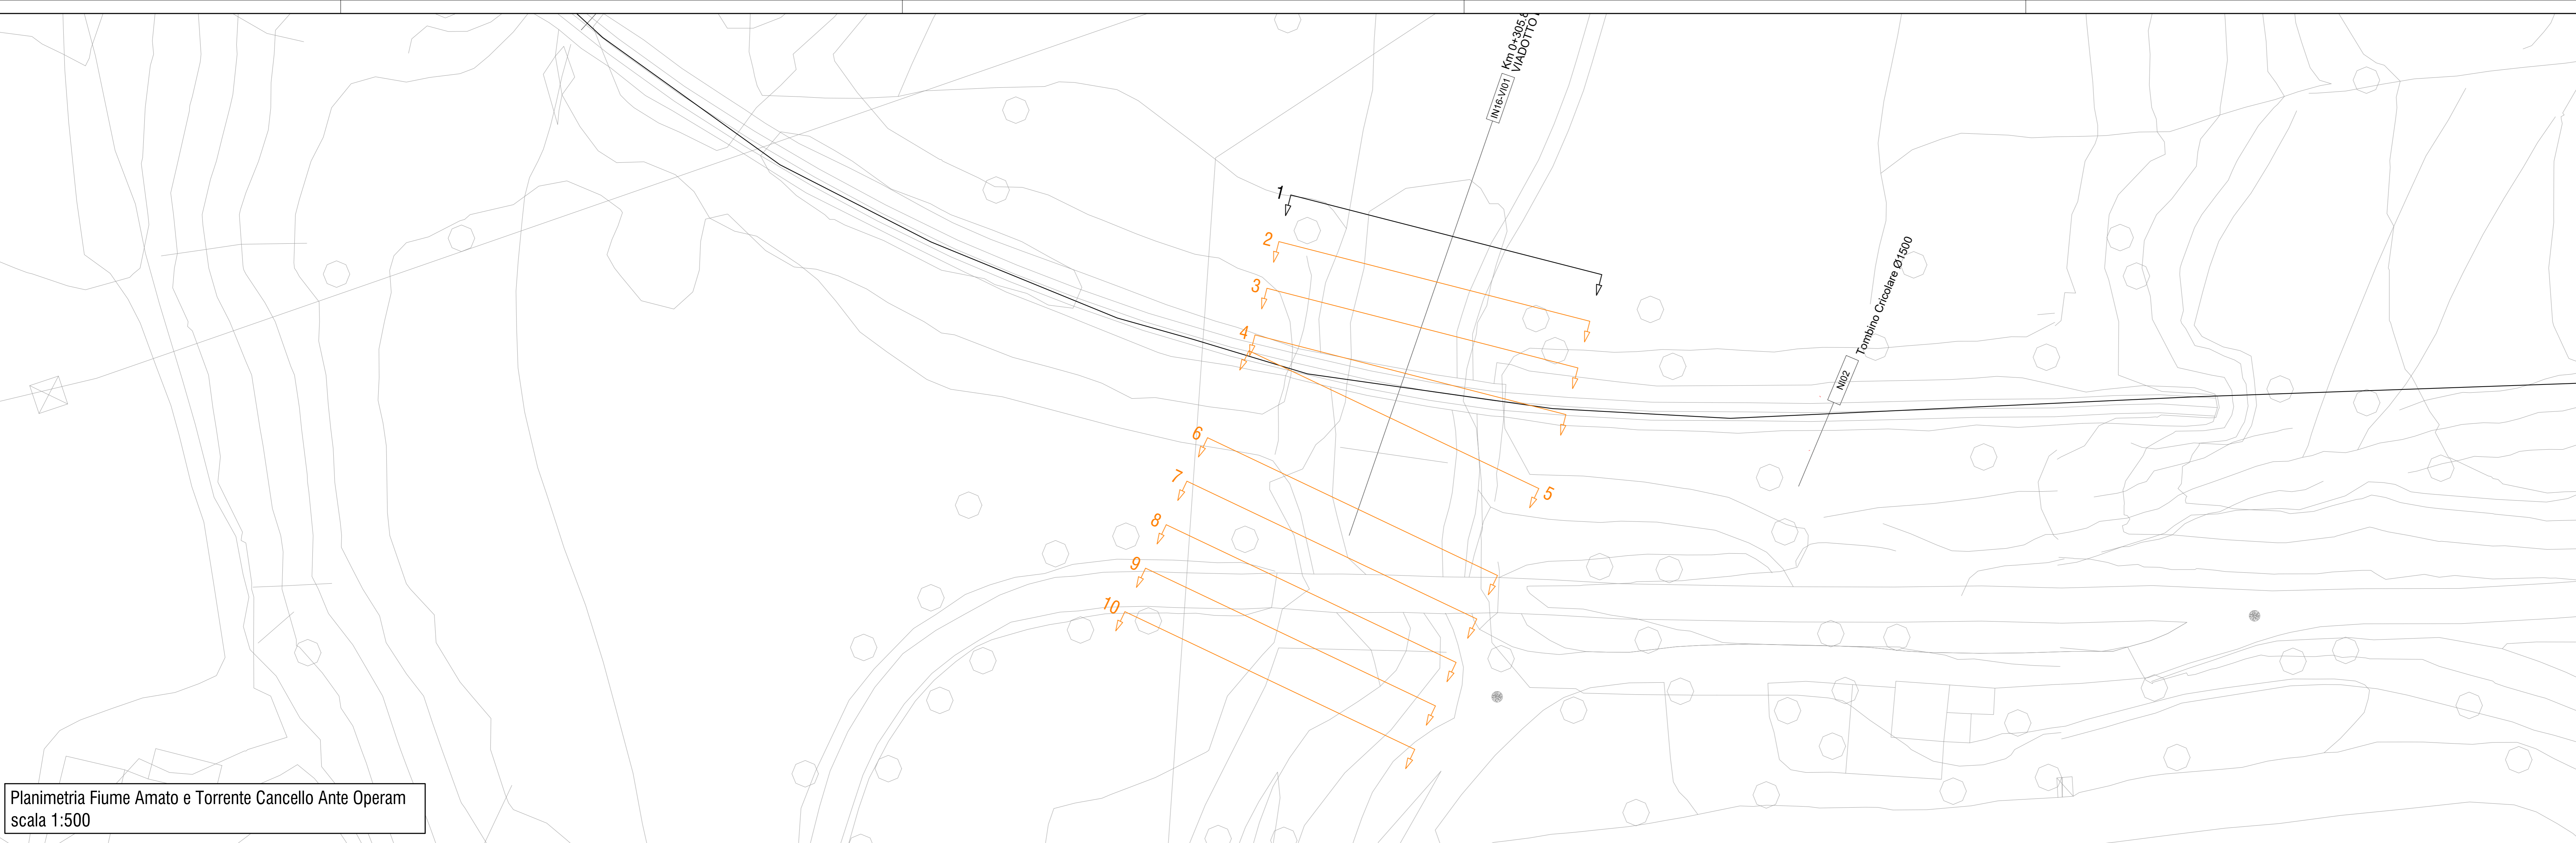 IN16-VI01
Km 0+305.8
VIADOTTO
1
2
3
4
5
6
7
8
9
10
NI02
Tombino Cricolare Ø1500
Planimetria Fiume Amato e Torrente Cancello Ante Operam
scala 1:500